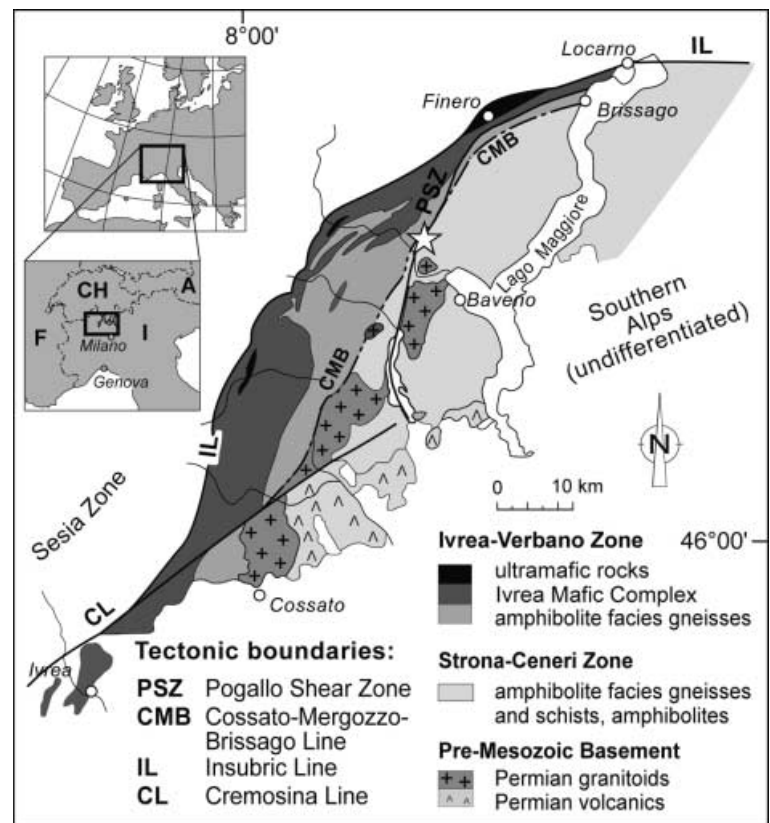 8°00'
Locarno
IL
Finero
Brissago
CMB
PSZ
Lago Maggiore
CH
A
F
I
Milano
Genova
Baveno
Southern
Alps
(undifferentiated)
CMB
IL
N
0 10 km
Sesia Zone
46°00'
Cossato
CL
Ivrea
Tectonic boundaries:
PSZ Pogallo Shear Zone
CMB Cossato-Mergozzo-
Brissago Line
IL Insubric Line
CL Cremosina Line
Ivrea-Verbano Zone
ultramafic rocks
Ivrea Mafic Complex
amphibolite facies gneisses
Strona-Ceneri Zone
amphibolite facies gneisses
and schists, amphibolites
Pre-Mesozoic Basement
Permian granitoids
Permian volcanics